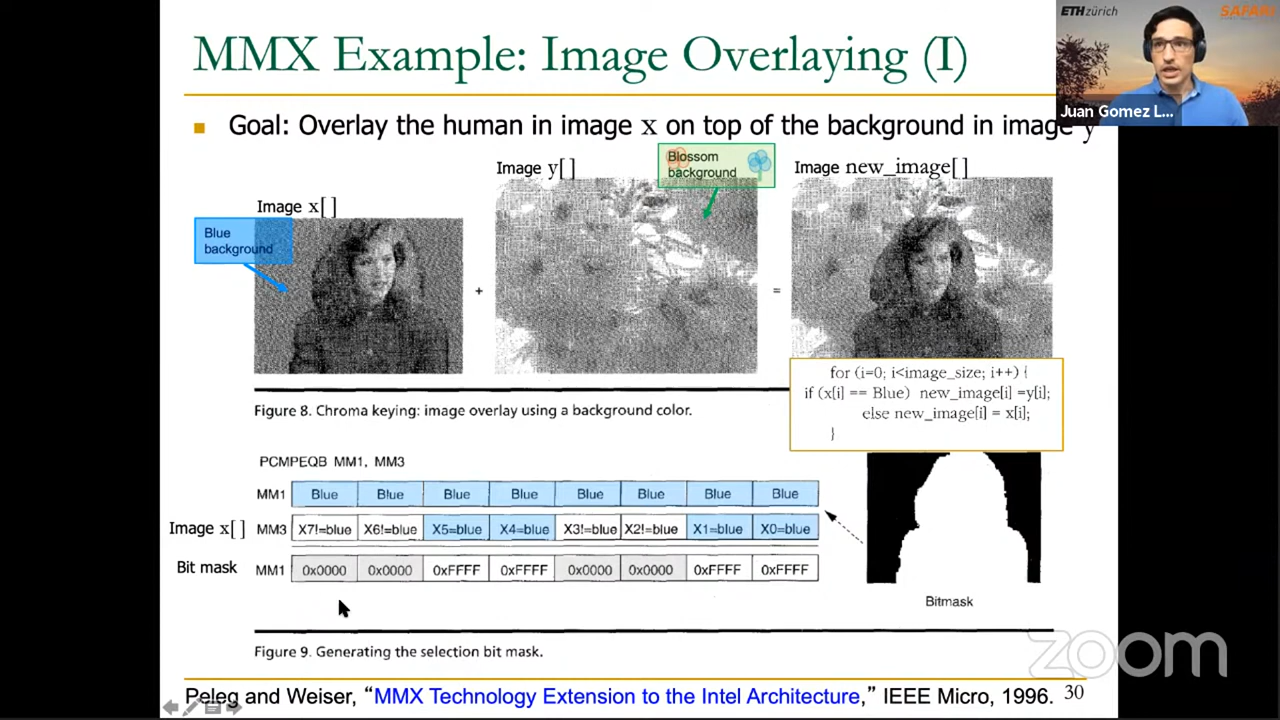 MMX Example: Image Overlaying (I)
ETH zürich
SAFARI
Juan Gomez L...
Goal: Overlay the human in image x on top of the background in image y
Image x[ ]
Image y[ ]
Blossom background
Image new_image[ ]
Blue background
+
=
for (i=0; i<image_size; i++) {
if (x[i] == Blue) new_image[i] =y[i];
else new_image[i] = x[i];
}
Figure 8. Chroma keying: image overlay using a background color.
PCMPEQB MM1, MM3
MM1 Blue Blue Blue Blue Blue Blue Blue Blue
Image x[ ] MM3 X7!=blue X6!=blue X5=blue X4=blue X3!=blue X2!=blue X1=blue X0=blue
Bit mask MM1 0x0000 0x0000 0xFFFF 0xFFFF 0x0000 0x0000 0xFFFF 0xFFFF
Bitmask
Figure 9. Generating the selection bit mask.
zoom
Peleg and Weiser, “MMX Technology Extension to the Intel Architecture,” IEEE Micro, 1996. 30